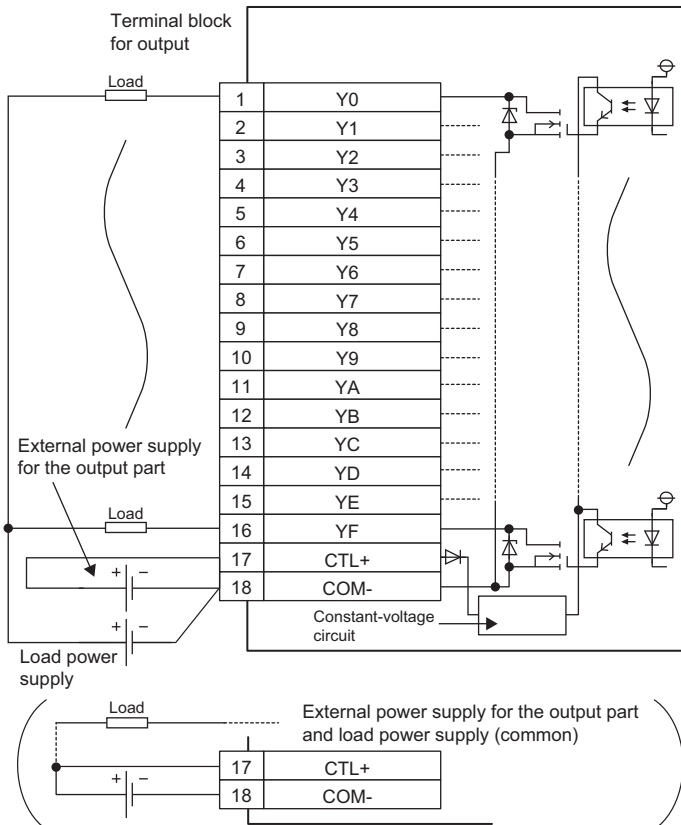 Terminal block
for output
Load
1 Y0
2 Y1
3 Y2
4 Y3
5 Y4
6 Y5
7 Y6
8 Y7
9 Y8
10 Y9
11 YA
12 YB
13 YC
14 YD
15 YE
16 YF
17 CTL+
18 COM-
External power supply
for the output part
Load
+ −
+ −
Load power
supply
Constant-voltage
circuit
Load
External power supply for the output part
and load power supply (common)
+ −
17 CTL+
18 COM-